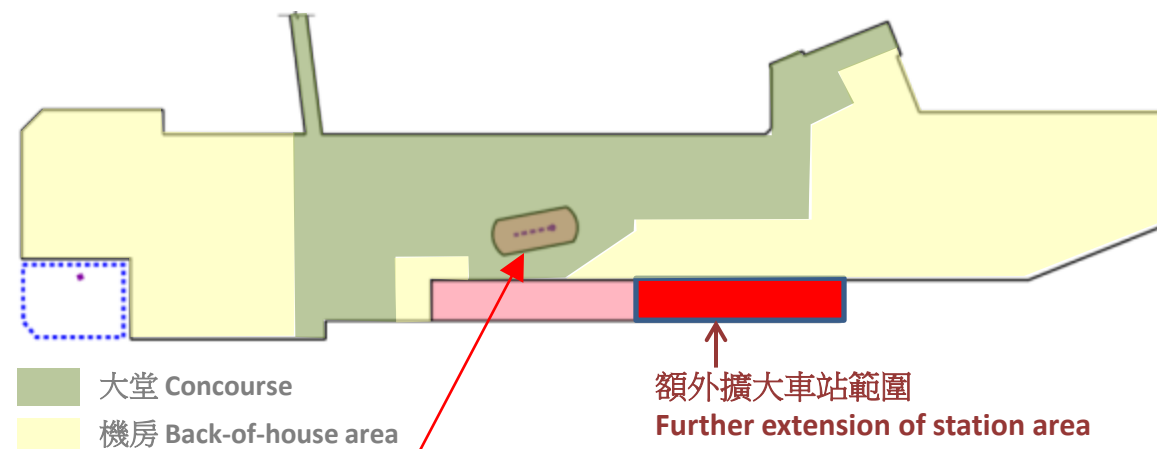 大堂 Concourse
機房 Back-of-house area
額外擴大車站範圍
Further extension of station area